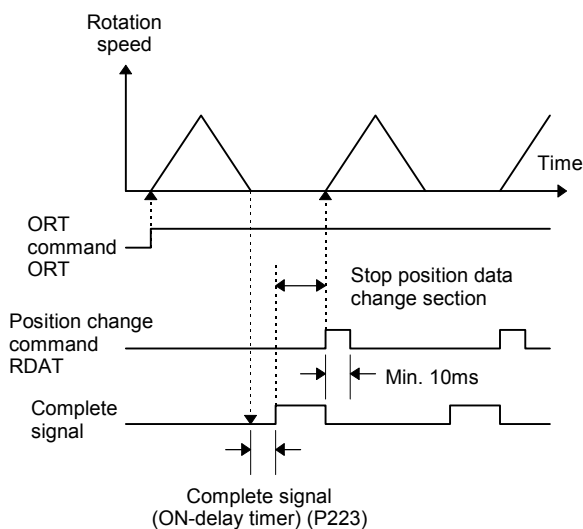 Rotation
speed
Time
ORT
command
ORT
Stop position data
change section
Position change
command
RDAT
Min. 10ms
Complete
signal
Complete signal
(ON-delay timer) (P223)